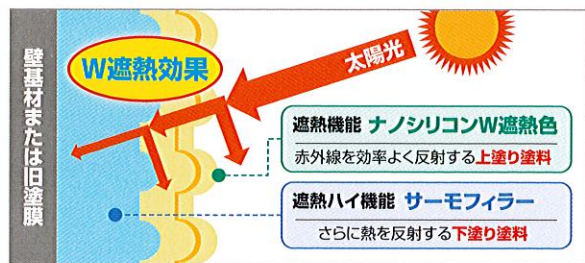 壁基材または旧塗膜
W遮熱効果
太陽光
遮熱機能 ナノシリコンW遮熱色
赤外線を効率よく反射する上塗り塗料
遮熱ハイ機能 サーモフィラー
さらに熱を反射する下塗り塗料